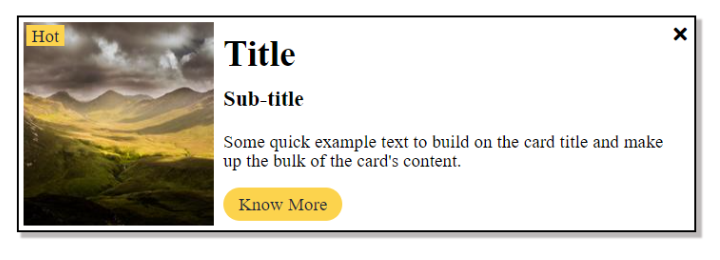 Hot
Title
Sub-title
Some quick example text to build on the card title and make
up the bulk of the card's content.
Know More